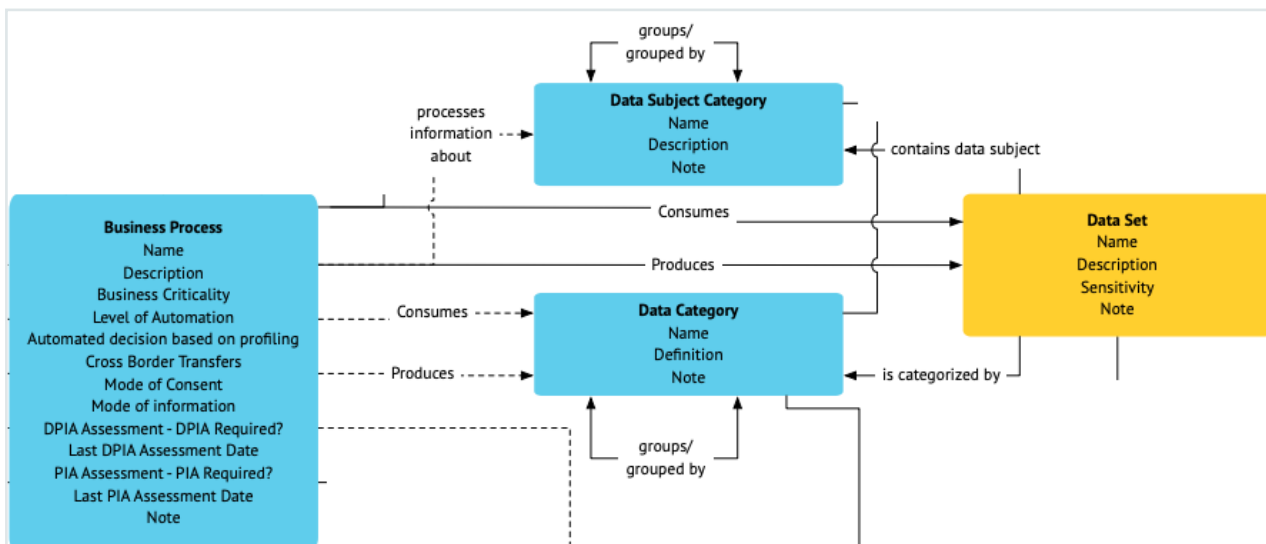 groups/
grouped by
Data Subject Category
Name
Description
Note
processes
information
about
contains data subject
Business Process
Name
Description
Business Criticality
Level of Automation
Automated decision based on profiling
Cross Border Transfers
Mode of Consent
Mode of information
DPIA Assessment - DPIA Required?
Last DPIA Assessment Date
PIA Assessment - PIA Required?
Last PIA Assessment Date
Note
Consumes
Produces
Data Set
Name
Description
Sensitivity
Note
Consumes
Produces
Data Category
Name
Definition
Note
is categorized by
groups/
grouped by